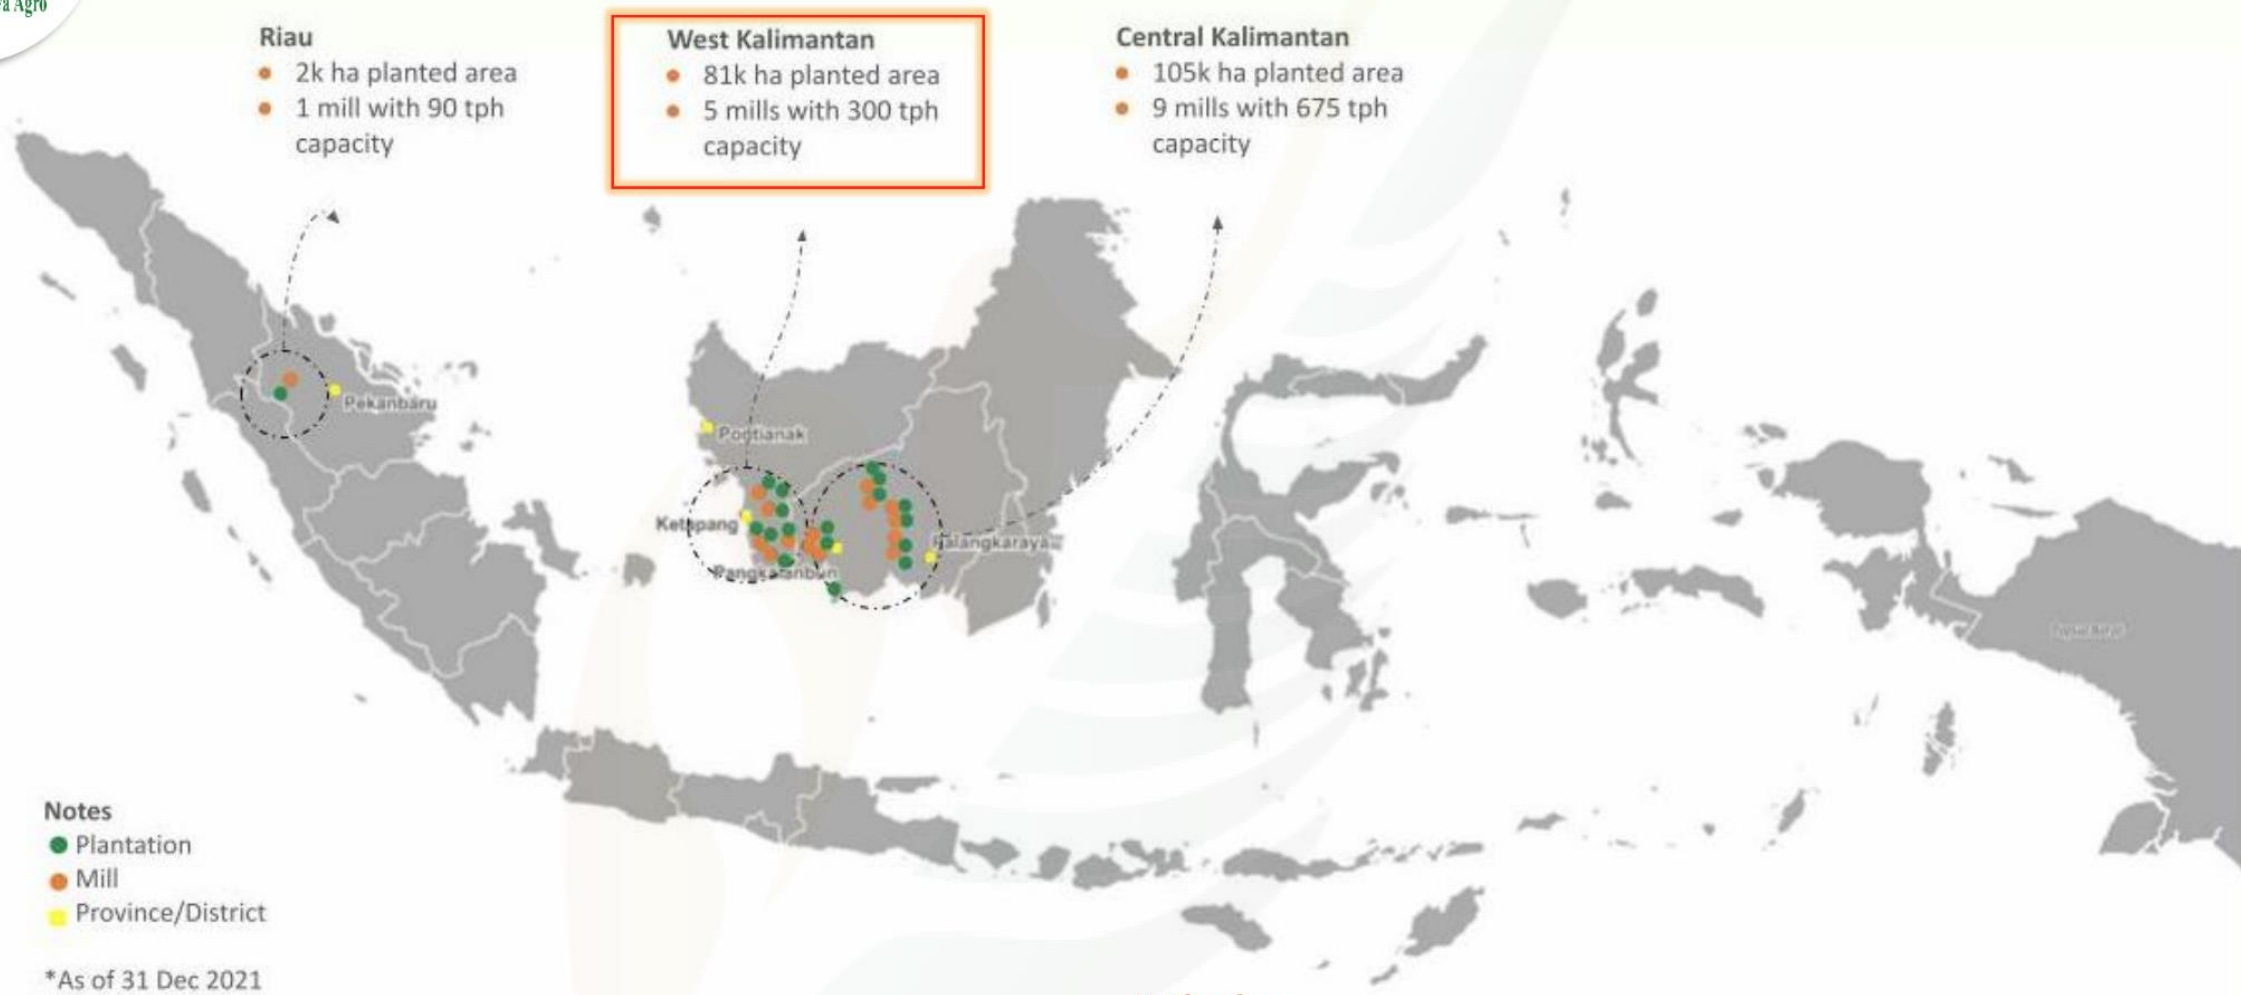 Agro
Riau
2k ha planted area
1 mill with 90 tph
capacity
West Kalimantan
81k ha planted area
5 mills with 300 tph
capacity
Central Kalimantan
105k ha planted area
9 mills with 675 tph
capacity
Pekanbaru
Pontianak
Ketapang
Palangkaraya
Pangkalanbun
Notes
Plantation
Mill
Province/District
*As of 31 Dec 2021